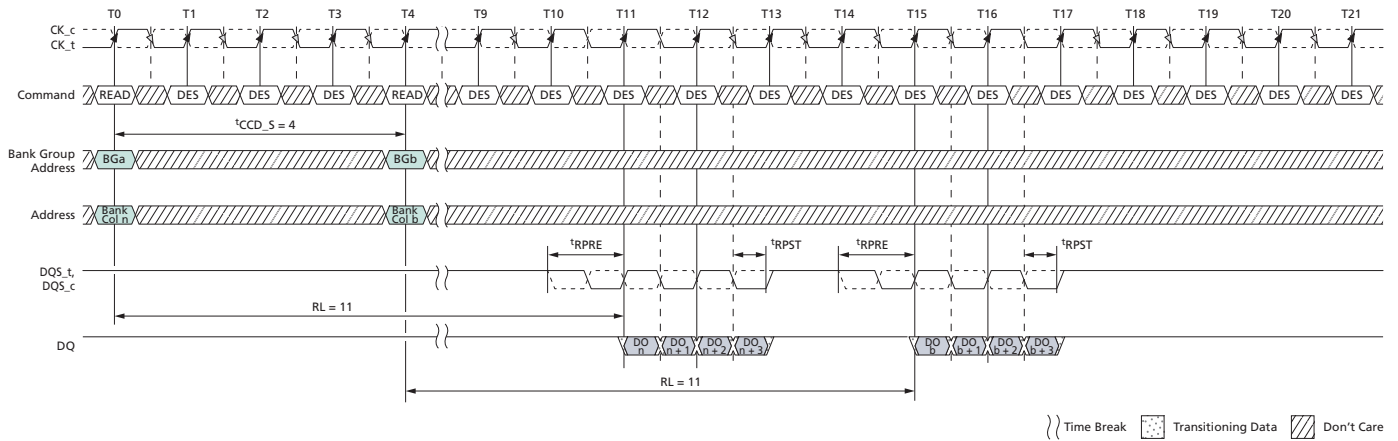 T0 T1 T2 T3 T4 T9 T10 T11 T12 T13 T14 T15 T16 T17 T18 T19 T20 T21
CK_c
CK_t
Command READ DES DES DES READ DES DES DES DES DES DES DES DES DES DES DES DES DES
tCCD_S = 4
Bank Group
Address BGa BGb
Address Bank
Col n Bank
Col b
tRPRE tRPST tRPRE tRPST
DQS_t,
DQS_c
RL = 11
DQ DO
n DO
n + 1 DO
n + 2 DO
n + 3 DO
b DO
b + 1 DO
b + 2 DO
b + 3
RL = 11
Time Break Transitioning Data Don't Care